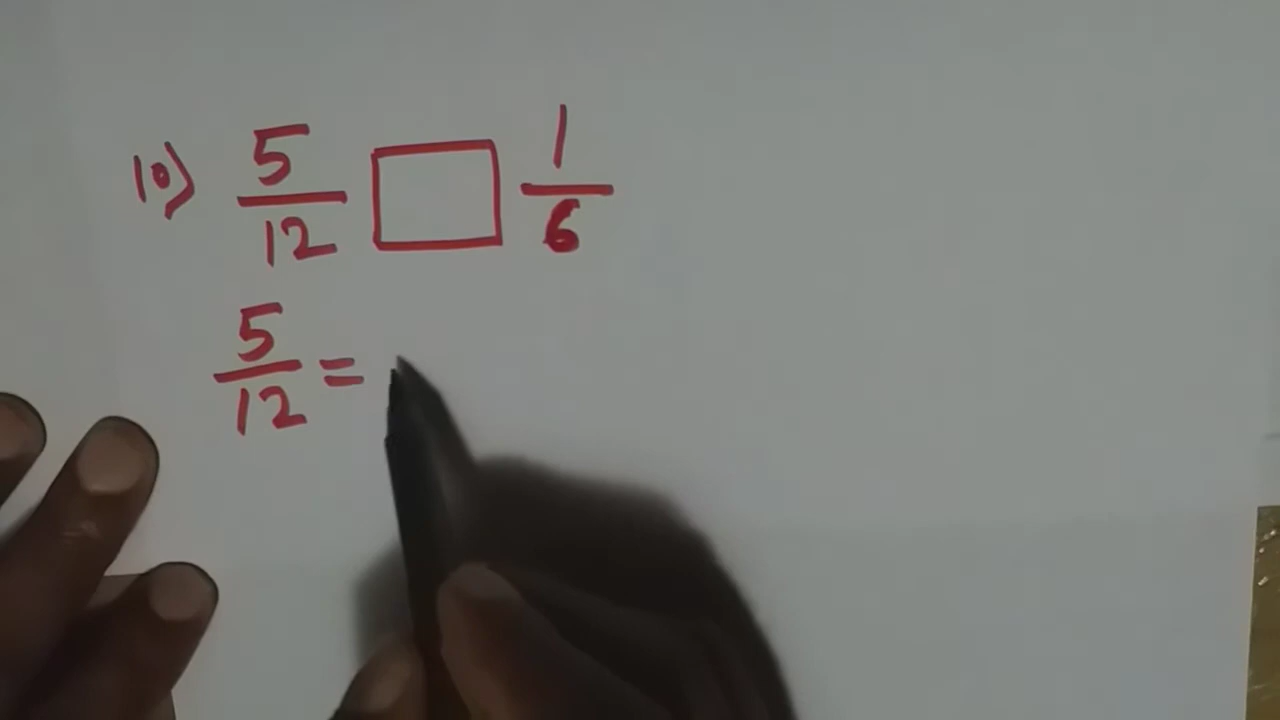 10) 5/12 □ 1/6
5/12 =